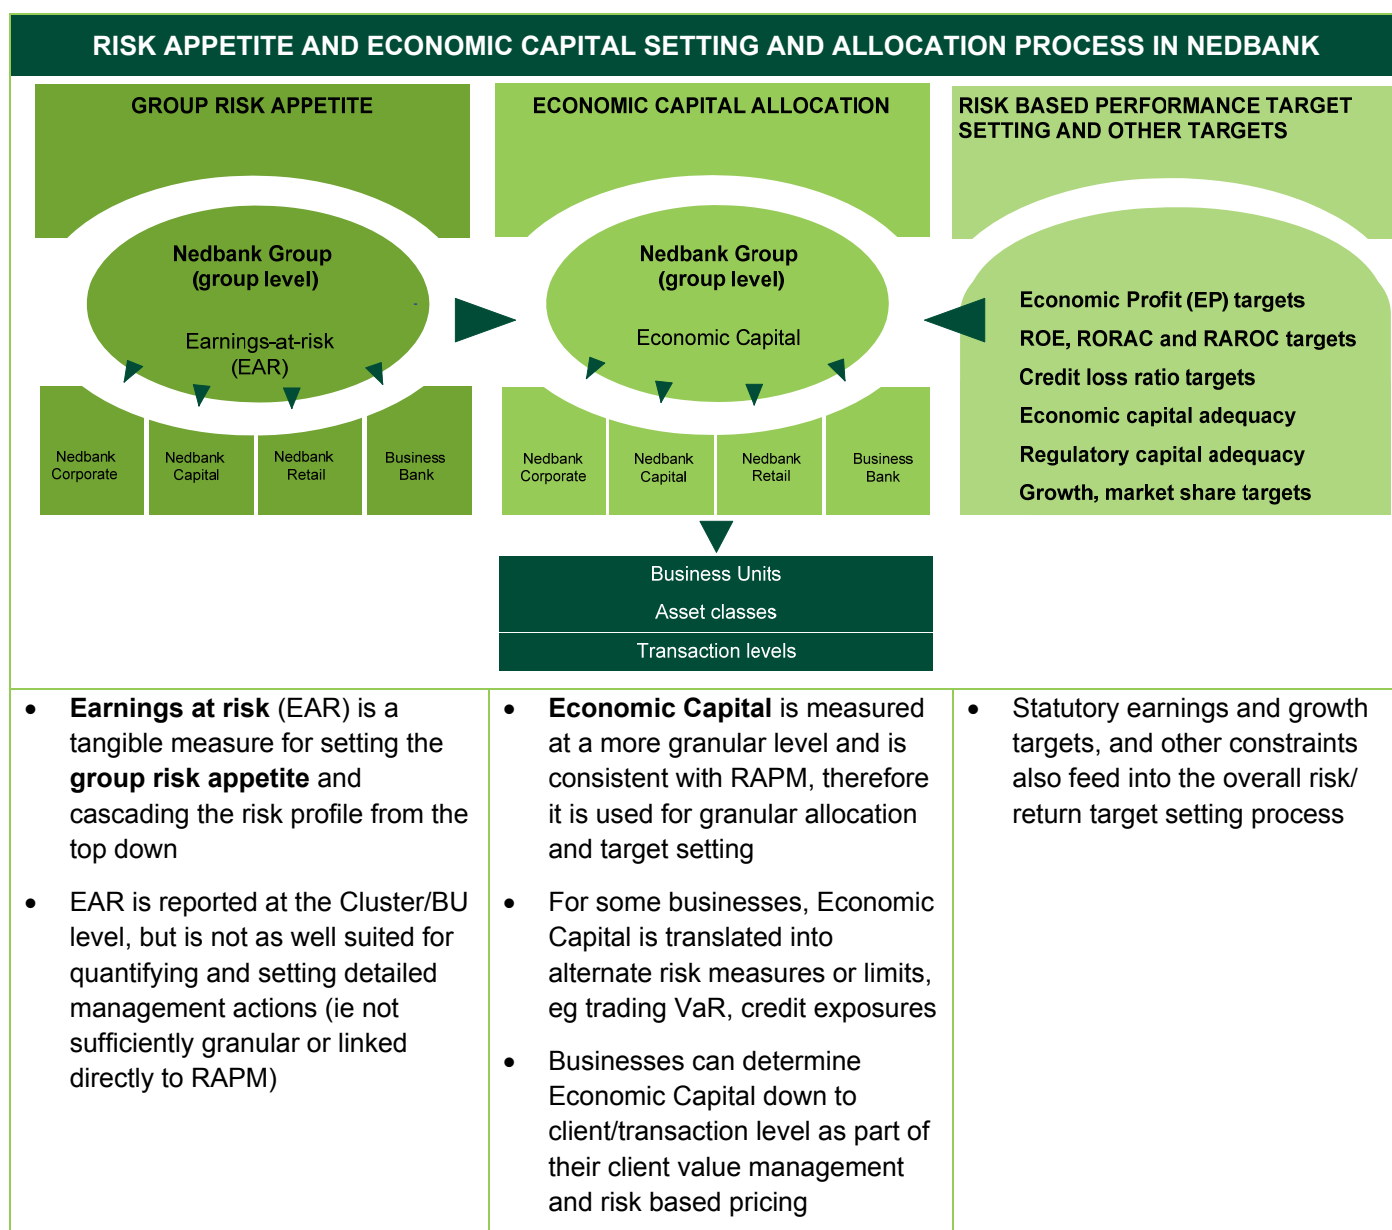 RISK APPETITE AND ECONOMIC CAPITAL SETTING AND ALLOCATION PROCESS IN NEDBANK
GROUP RISK APPETITE
Nedbank Group
(group level)
Earnings-at-risk
(EAR)
Nedbank
Corporate
Nedbank
Capital
Nedbank
Retail
Business
Bank
ECONOMIC CAPITAL ALLOCATION
Nedbank Group
(group level)
Economic Capital
Nedbank
Corporate
Nedbank
Capital
Nedbank
Retail
Business
Bank
Business Units
Asset classes
Transaction levels
RISK BASED PERFORMANCE TARGET
SETTING AND OTHER TARGETS
Economic Profit (EP) targets
ROE, RORAC and RAROC targets
Credit loss ratio targets
Economic capital adequacy
Regulatory capital adequacy
Growth, market share targets
• Earnings at risk (EAR) is a
tangible measure for setting the
group risk appetite and
cascading the risk profile from the
top down
• EAR is reported at the Cluster/BU
level, but is not as well suited for
quantifying and setting detailed
management actions (ie not
sufficiently granular or linked
directly to RAPM)
• Economic Capital is measured
at a more granular level and is
consistent with RAPM, therefore
it is used for granular allocation
and target setting
• For some businesses, Economic
Capital is translated into
alternate risk measures or limits,
eg trading VaR, credit exposures
• Businesses can determine
Economic Capital down to
client/transaction level as part of
their client value management
and risk based pricing
• Statutory earnings and growth
targets, and other constraints
also feed into the overall risk/
return target setting process